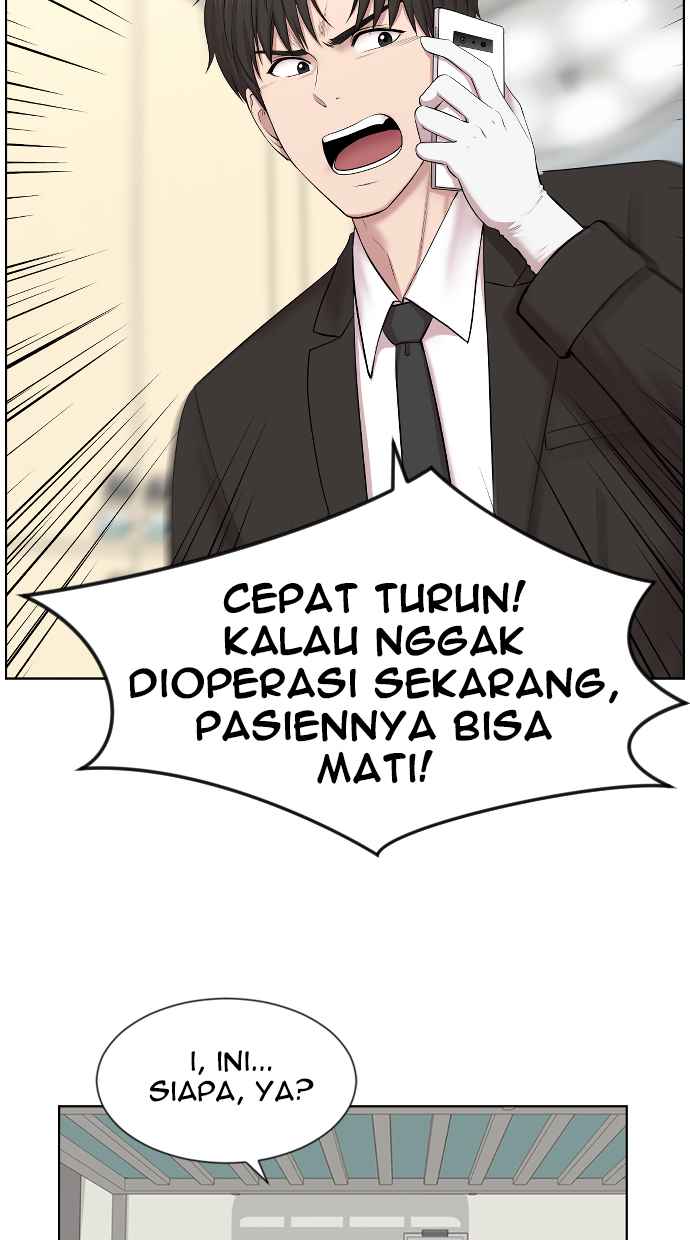 CEPAT TURUN!
KALAU NGGAK
DIOPERASI SEKARANG,
PASIENNYA BISA
MATI!
I, INI...
SIAPA, YA?